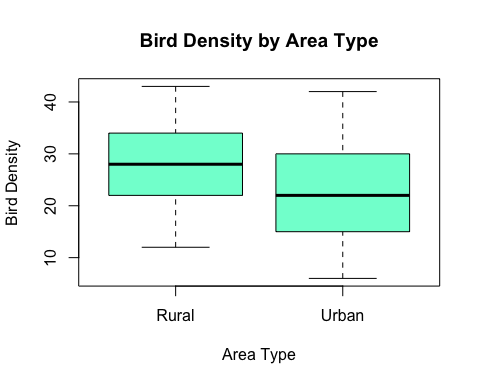 Bird Density by Area Type
Bird Density
40
30
20
10
Rural Urban
Area Type